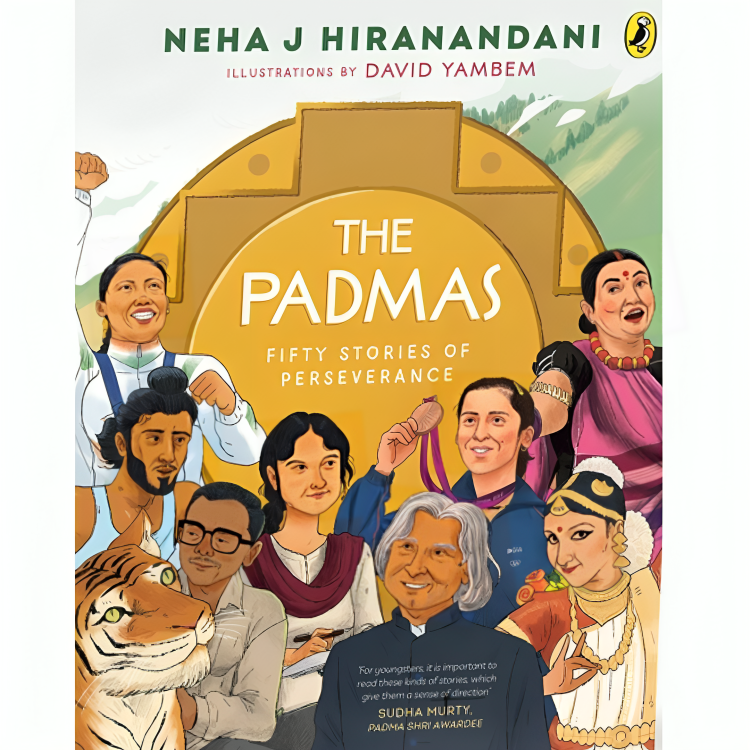 NEHA J HIRANANDANI
ILLUSTRATIONS BY DAVID YAMBEM
THE
PADMAS
FIFTY STORIES OF
PERSEVERANCE
'For youngsters, it is important to
read these kinds of stories, which
give them a sense of direction'
SUDHA MURTY,
PADMA SHRI AWARDEE